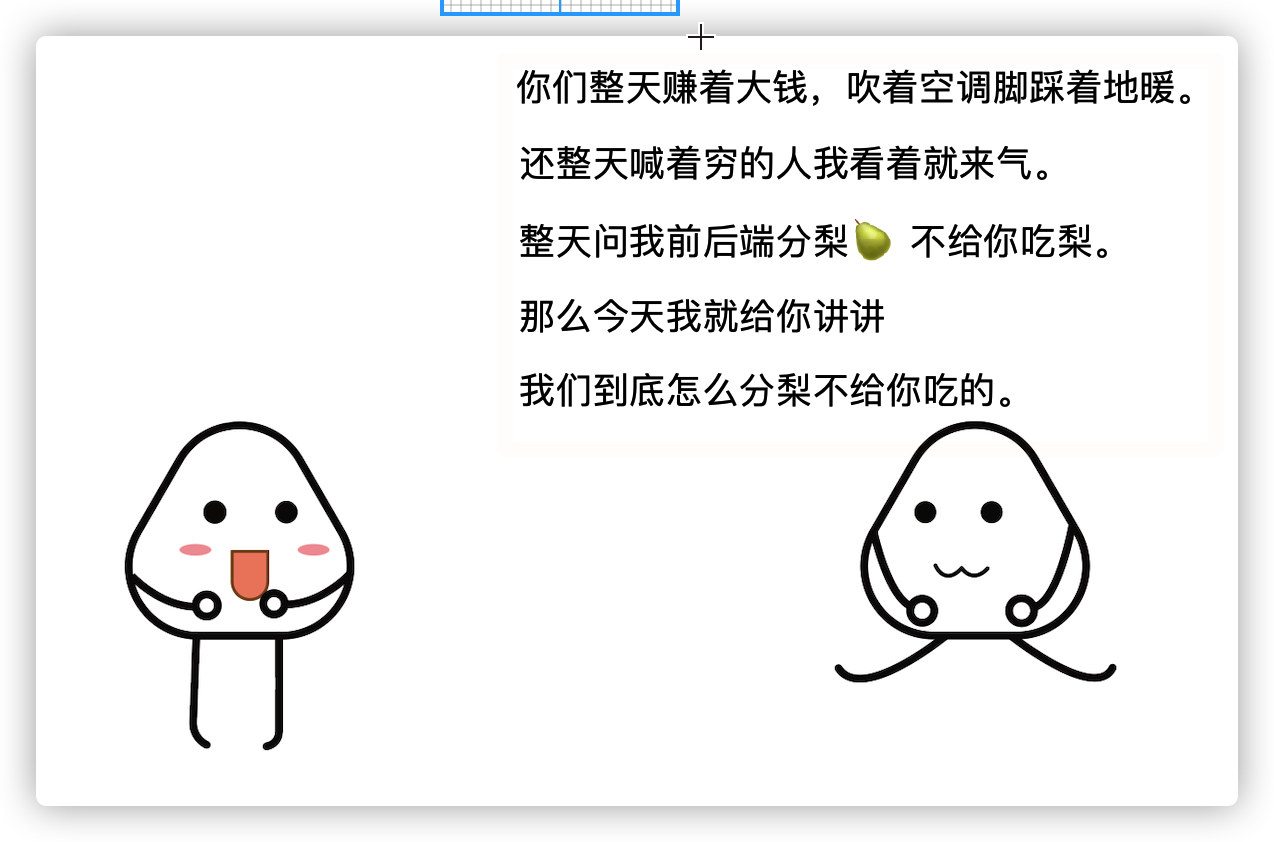 你们整天赚着大钱，吹着空调脚踩着地暖。
还整天喊着穷的人我看着就来气。
整天问我前后端分梨🍐 不给你吃梨。
那么今天我就给你讲讲
我们到底怎么分梨不给你吃的。